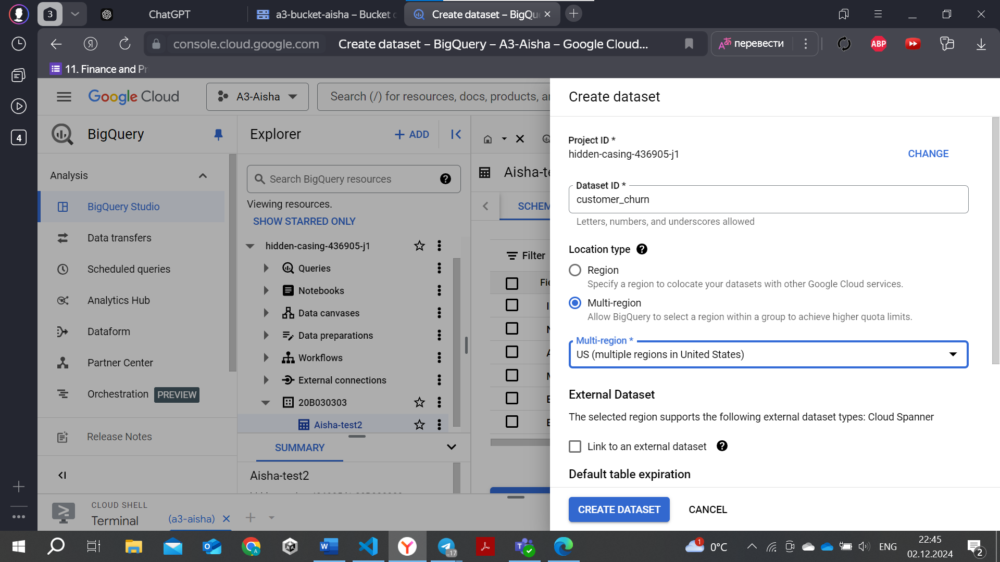 3
ChatGPT
a3-bucket-aisha – Bucket
Create dataset – BigQu
console.cloud.google.com
Create dataset – BigQuery – A3-Aisha – Google Cloud...
перевести
ABP
11. Finance and Pr
4
Google Cloud
A3-Aisha
Search (/) for resources, docs, products, a
BigQuery
Analysis
BigQuery Studio
Data transfers
Scheduled queries
Analytics Hub
Dataform
Partner Center
Orchestration PREVIEW
Release Notes
Explorer
+ ADD
Search BigQuery resources
Viewing resources.
SHOW STARRED ONLY
hidden-casing-436905-j1
Queries
Notebooks
Data canvases
Data preparations
Workflows
External connections
20B030303
Aisha-test2
SUMMARY
Aisha-test2
Aisha-te
SCHEM
Filter
Fie
CLOUD SHELL
Terminal
(a3-aisha)
Create dataset
Project ID *
hidden-casing-436905-j1
CHANGE
Dataset ID *
customer_churn
Letters, numbers, and underscores allowed
Location type
Region
Specify a region to colocate your datasets with other Google Cloud services.
Multi-region
Allow BigQuery to select a region within a group to achieve higher quota limits.
Multi-region *
US (multiple regions in United States)
External Dataset
The selected region supports the following external dataset types: Cloud Spanner
Link to an external dataset
Default table expiration
CREATE DATASET
CANCEL
..17
1
0°C
ENG
22:45
02.12.2024
2